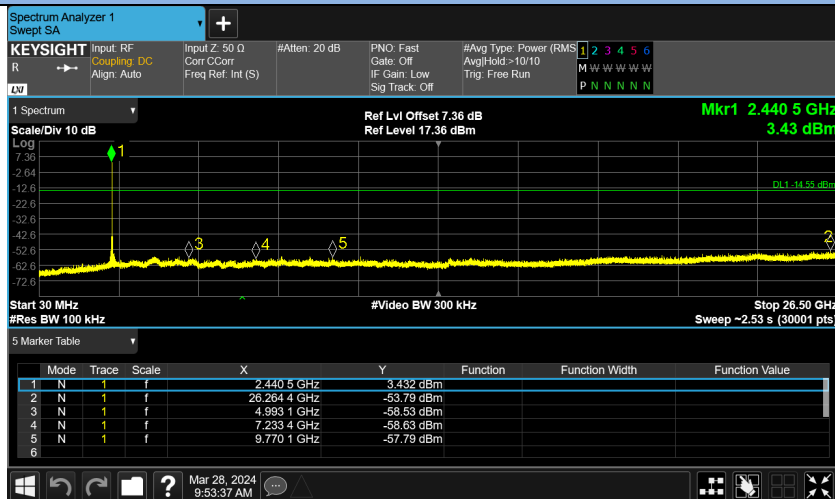 Spectrum Analyzer 1
Swept SA
+
KEYSIGHT Input: RF Input Z: 50 Ω #Atten: 20 dB PNO: Fast #Avg Type: Power (RMS 1 2 3 4 5 6
R Coupling: DC Corr CCorr Gate: Off Avg|Hold:>10/10 M W W W W W
Align: Auto Freq Ref: Int (S) IF Gain: Low Trig: Free Run
LXI Sig Track: Off P N N N N N
1 Spectrum Ref Lvl Offset 7.36 dB Mkr1 2.440 5 GHz
Scale/Div 10 dB Ref Level 17.36 dBm 3.43 dBm
Log
1
7.36
-2.64
-12.6 DL1 -14.55 dBm
-22.6
-32.6
-42.6
3 4 5 2
-52.6
-62.6
-72.6
Start 30 MHz #Video BW 300 kHz Stop 26.50 GHz
#Res BW 100 kHz Sweep ~2.53 s (30001 pts)
5 Marker Table
Mode Trace Scale X Y Function Function Width Function Value
1 N 1 f 2.440 5 GHz 3.432 dBm
2 N 1 f 26.264 4 GHz -53.79 dBm
3 N 1 f 4.993 1 GHz -58.53 dBm
4 N 1 f 7.233 4 GHz -58.63 dBm
5 N 1 f 9.770 1 GHz -57.79 dBm
6
? Mar 28, 2024
9:53:37 AM